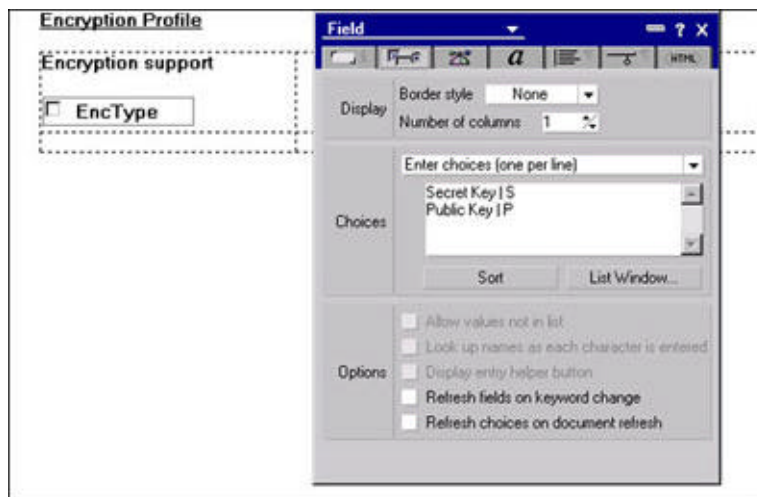 Encryption Profile
Encryption support
EncType
Field
? X
a
HTML
Display
Border style None
Number of columns 1
Choices
Enter choices (one per line)
Secret Key | S
Public Key | P
Sort List Window...
Options
Allow values not in list
Look up names as each character is entered
Display entry helper button
Refresh fields on keyword change
Refresh choices on document refresh